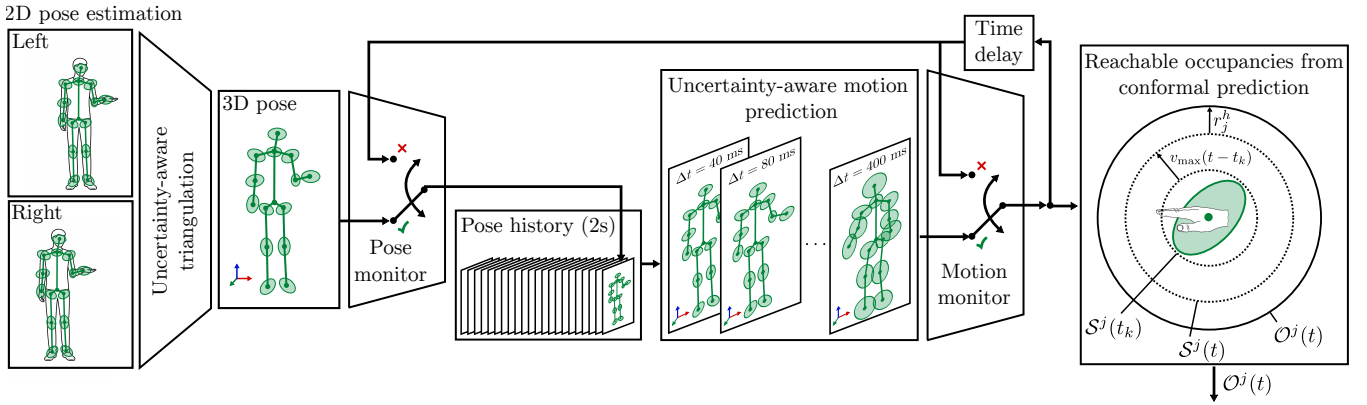 2D pose estimation
Left
Right
Uncertainty-aware
triangulation
3D pose
Pose
monitor
Pose history (2s)
Uncertainty-aware motion
prediction
Δt = 40 ms
Δt = 80 ms
....
Δt = 400 ms
Motion
monitor
Time
delay
Reachable occupancies from
conformal prediction
r_j^h
v_max(t − t_k)
𝒮^j(t_k)
𝒮^j(t)
𝒪^j(t)
𝒪^j(t)